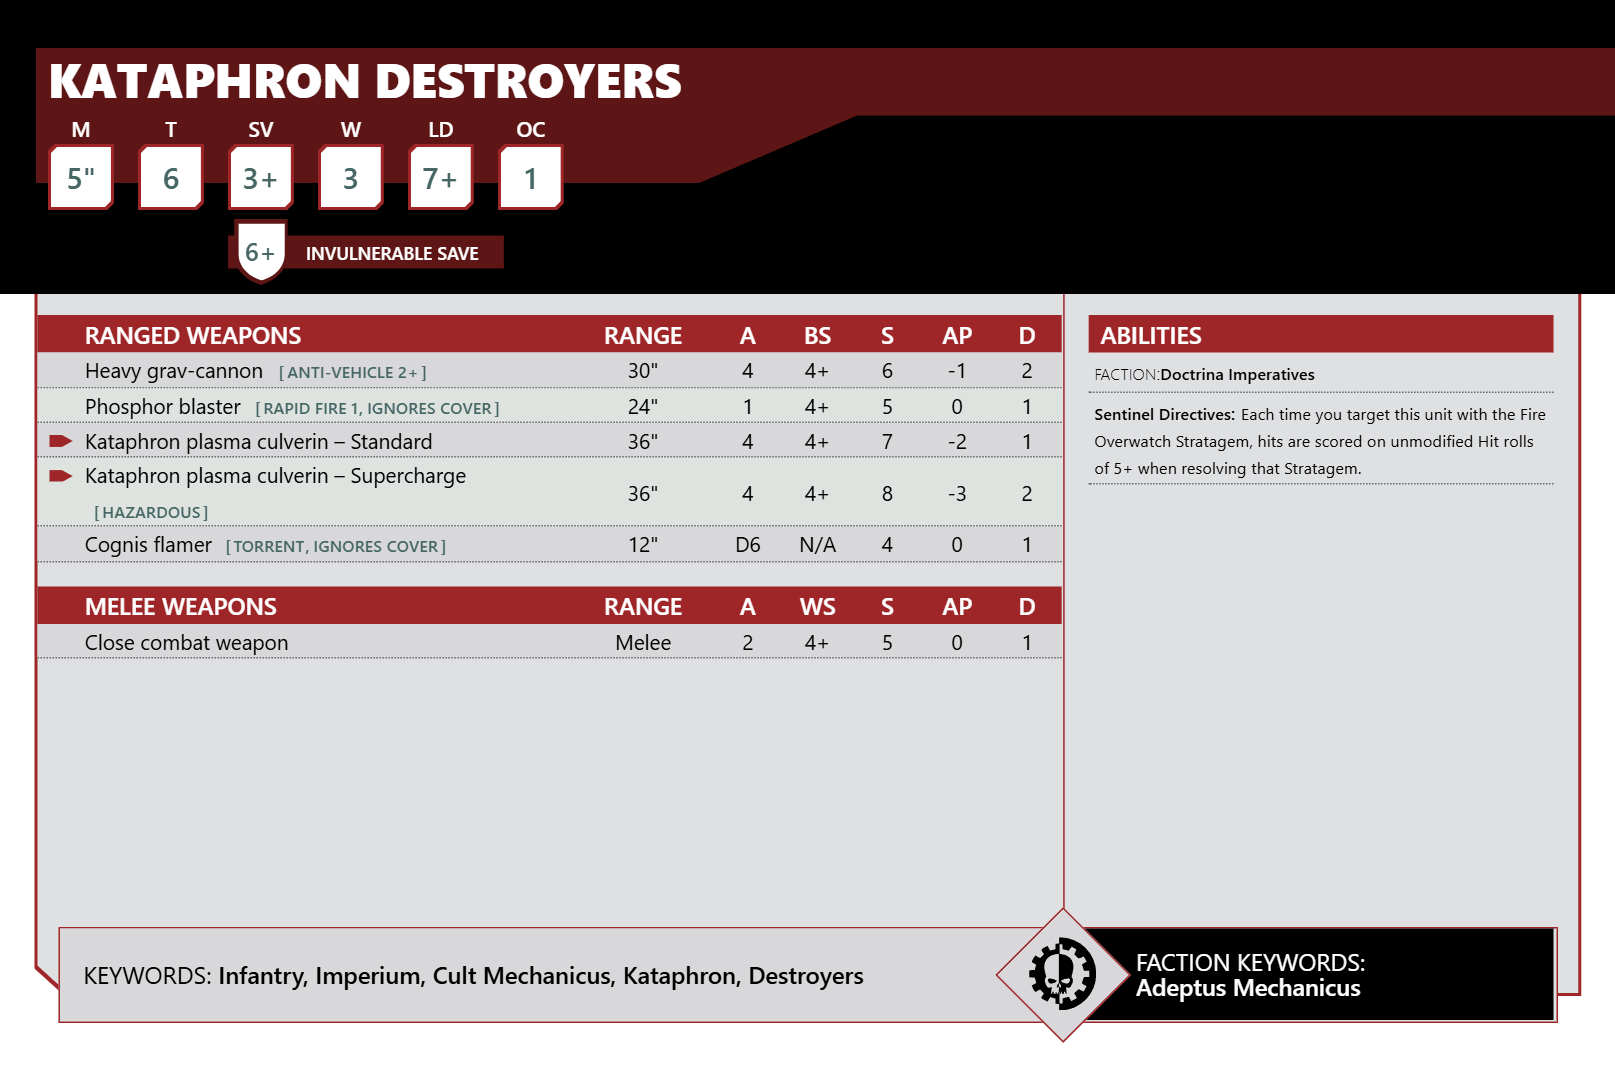 KATAPHRON DESTROYERS
M T SV W LD OC
5" 6 3+ 3 7+ 1
6+ INVULNERABLE SAVE
RANGED WEAPONS RANGE A BS S AP D
Heavy grav-cannon [ANTI-VEHICLE 2+] 30" 4 4+ 6 -1 2
Phosphor blaster [RAPID FIRE 1, IGNORES COVER] 24" 1 4+ 5 0 1
Kataphron plasma culverin – Standard 36" 4 4+ 7 -2 1
Kataphron plasma culverin – Supercharge
[HAZARDOUS] 36" 4 4+ 8 -3 2
Cognis flamer [TORRENT, IGNORES COVER] 12" D6 N/A 4 0 1
MELEE WEAPONS RANGE A WS S AP D
Close combat weapon Melee 2 4+ 5 0 1
ABILITIES
FACTION:Doctrina Imperatives
Sentinel Directives: Each time you target this unit with the Fire
Overwatch Stratagem, hits are scored on unmodified Hit rolls
of 5+ when resolving that Stratagem.
KEYWORDS: Infantry, Imperium, Cult Mechanicus, Kataphron, Destroyers
FACTION KEYWORDS:
Adeptus Mechanicus